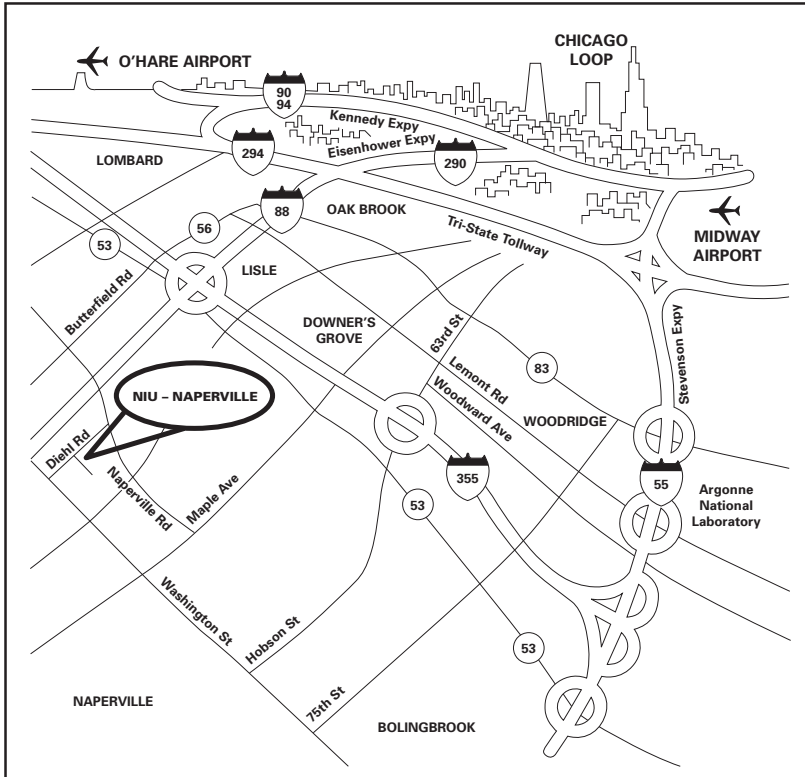 O'HARE AIRPORT
CHICAGO
LOOP
90
94
Kennedy Expy
Eisenhower Expy
294
290
LOMBARD
88
OAK BROOK
56
53
Tri-State Tollway
MIDWAY
AIRPORT
LISLE
Butterfield Rd
DOWNER'S
GROVE
63rd St
Stevenson Expy
Lemont Rd
83
NIU – NAPERVILLE
Woodward Ave
WOODRIDGE
Diehl Rd
Naperville Rd
Maple Ave
355
55
Argonne
National
Laboratory
53
Washington St
Hobson St
53
75th St
NAPERVILLE
BOLINGBROOK